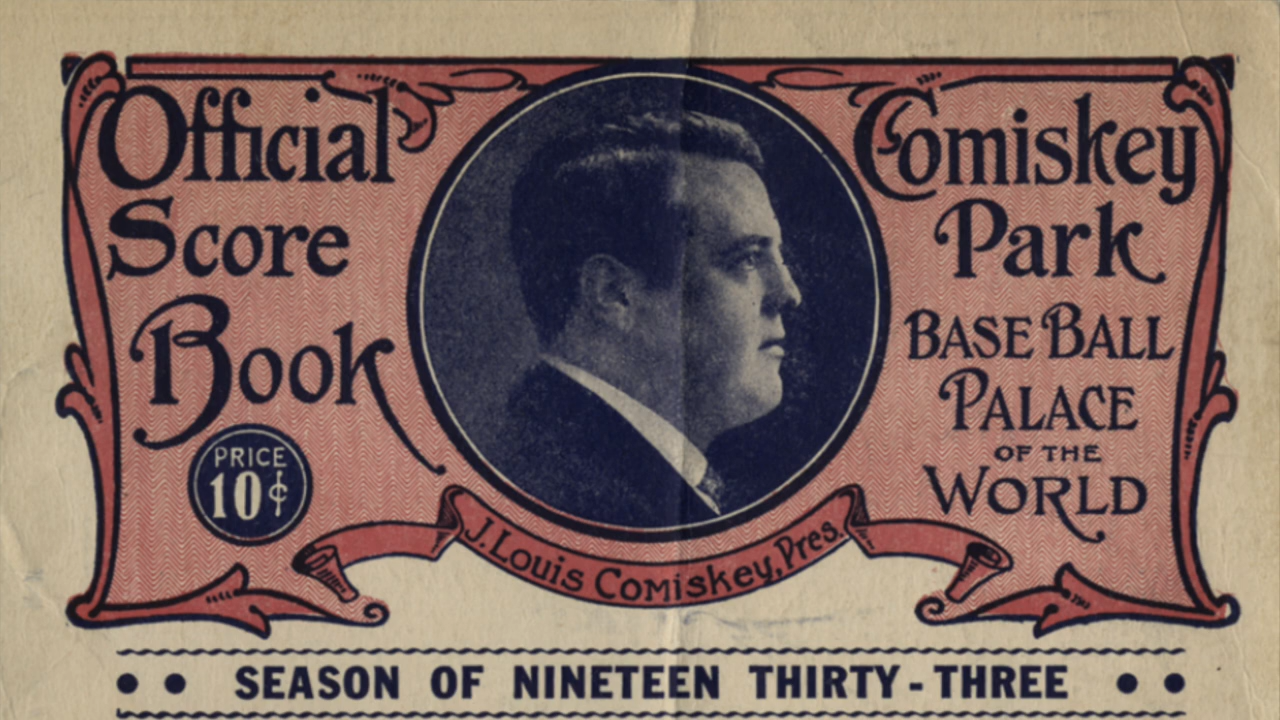 Official
Score
Book
PRICE
10¢
J. Louis Comiskey, Pres.
Comiskey
Park
BASE BALL
PALACE
OF THE
WORLD
SEASON OF NINETEEN THIRTY-THREE